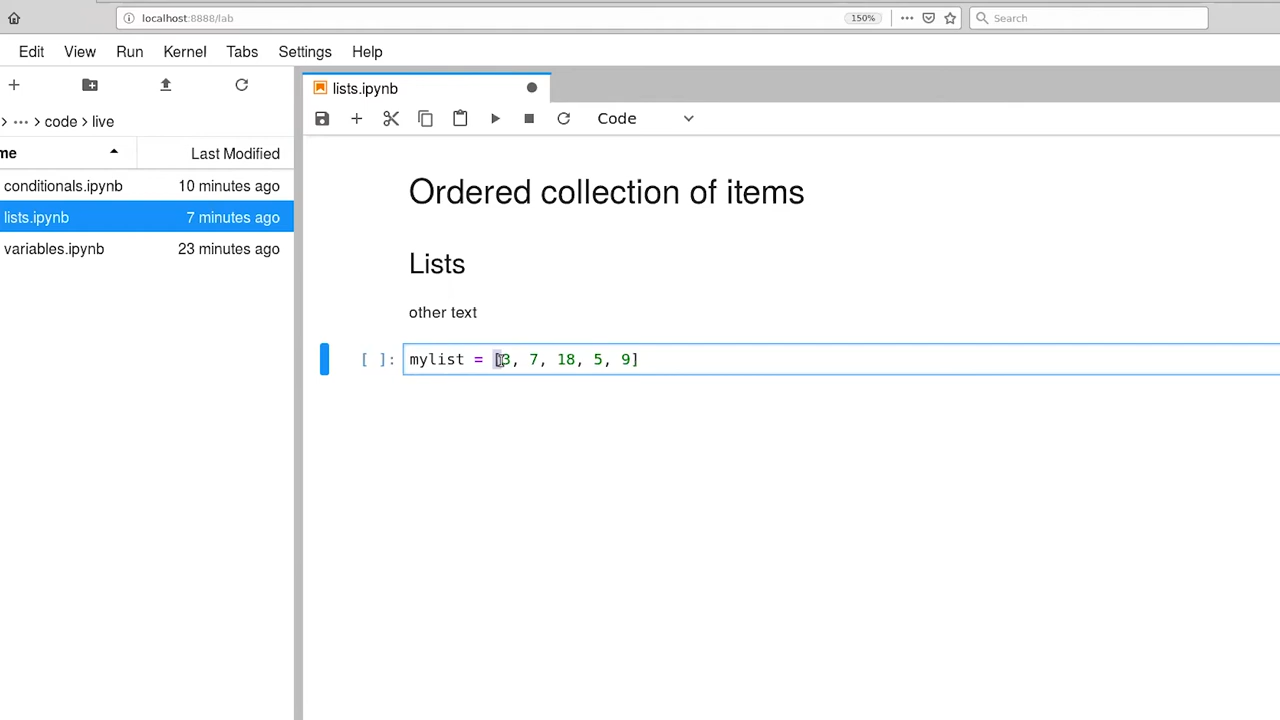 localhost:8888/lab
150%
Search
Edit View Run Kernel Tabs Settings Help
lists.ipynb
code live
Code
me Last Modified
conditionals.ipynb 10 minutes ago
lists.ipynb 7 minutes ago
variables.ipynb 23 minutes ago
Ordered collection of items
Lists
other text
[ ]: mylist = [3, 7, 18, 5, 9]